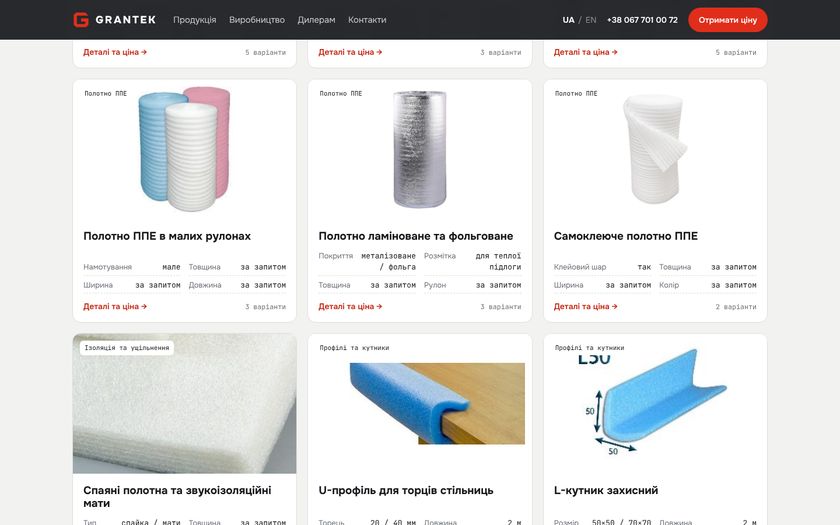 GRANTEK Продукція Виробництво Дилерам Контакти UA / EN +38 067 701 00 72 Отримати ціну
Деталі та ціна → 5 варіанти
Деталі та ціна → 3 варіанти
Деталі та ціна → 5 варіанти
Полотно ППЕ
Полотно ППЕ в малих рулонах
Намотування мале Товщина за запитом
Ширина за запитом Довжина за запитом
Деталі та ціна → 3 варіанти
Полотно ППЕ
Полотно ламіноване та фольговане
Покриття металізоване / фольга Розмітка для теплої підлоги
Товщина за запитом Рулон за запитом
Деталі та ціна → 3 варіанти
Полотно ППЕ
Самоклеюче полотно ППЕ
Клейовий шар так Товщина за запитом
Ширина за запитом Колір за запитом
Деталі та ціна → 2 варіанти
Ізоляція та ущільнення
Спаяні полотна та звукоізоляційні
мати
Тип спайка / мати Товщина за запитом
Профілі та кутники
U-профіль для торців стільниць
Торець 20 / 40 мм Довжина 2 м
Профілі та кутники
L50
50
50
L-кутник захисний
Розмір 50×50 / 70×70 Довжина 2 м